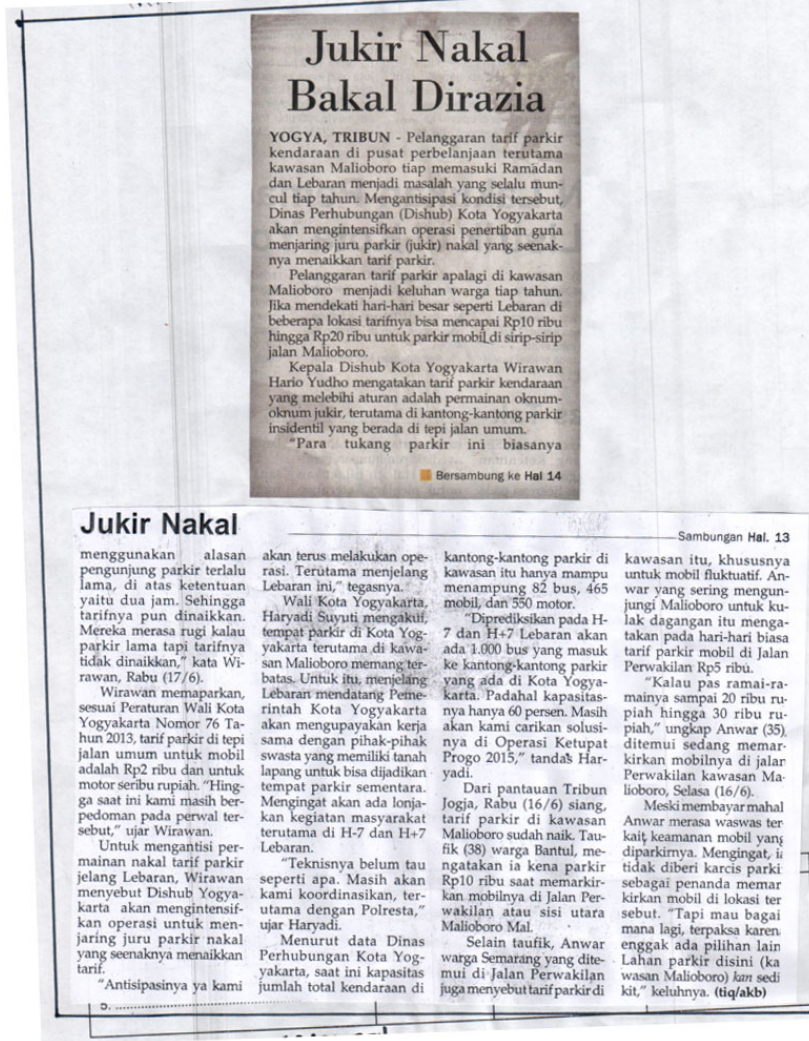 Jukir Nakal
Bakal Dirazia
YOGYA, TRIBUN - Pelanggaran tarif parkir
kendaraan di pusat perbelanjaan terutama
kawasan Malioboro tiap memasuki Ramadan
dan Lebaran menjadi masalah yang selalu mun-
cul tiap tahun. Mengantisipasi kondisi tersebut,
Dinas Perhubungan (Dishub) Kota Yogyakarta
akan mengintensifkan operasi penertiban guna
menjaring juru parkir (jukir) nakal yang seenak-
nya menaikkan tarif parkir.
Pelanggaran tarif parkir apalagi di kawasan
Malioboro menjadi keluhan warga tiap tahun.
Jika mendekati hari-hari besar seperti Lebaran di
beberapa lokasi tarifnya bisa mencapai Rp10 ribu
hingga Rp20 ribu untuk parkir mobil di sirip-sirip
jalan Malioboro.
Kepala Dishub Kota Yogyakarta Wirawan
Hario Yudho mengatakan tarif parkir kendaraan
yang melebihi aturan adalah permainan oknum-
oknum jukir, terutama di kantong-kantong parkir
insidentil yang berada di tepi jalan umum.
"Para tukang parkir ini biasanya
Bersambung ke Hal 14
Jukir Nakal
Sambungan Hal. 13
menggunakan alasan
pengunjung parkir terlalu
lama, di atas ketentuan
yaitu dua jam. Sehingga
tarifnya pun dinaikkan.
Mereka merasa rugi kalau
parkir lama tapi tarifnya
tidak dinaikkan," kata Wi-
rawan, Rabu (17/6).
Wirawan memaparkan,
sesuai Peraturan Wali Kota
Yogyakarta Nomor 76 Ta-
hun 2013, tarif parkir di tepi
jalan umum untuk mobil
adalah Rp2 ribu dan untuk
motor seribu rupiah. "Hing-
ga saat ini kami masih ber-
pedoman pada perwal ter-
sebut," ujar Wirawan.
Untuk mengantisi per-
mainan nakal tarif parkir
jelang Lebaran, Wirawan
menyebut Dishub Yogya-
karta akan mengintensif-
kan operasi untuk men-
jaring juru parkir nakal
yang seenaknya menaikkan
tarif.
"Antisipasinya ya kami
akan terus melakukan ope-
rasi. Terutama menjelang
Lebaran ini," tegasnya.
Wali Kota Yogyakarta,
Haryadi Suyuti mengakui,
tempat parkir di Kota Yog-
yakarta terutama di kawa-
san Malioboro memang ter-
batas. Untuk itu, menjelang
Lebaran mendatang Peme-
rintah Kota Yogyakarta
akan mengupayakan kerja
sama dengan pihak-pihak
swasta yang memiliki tanah
lapang untuk bisa dijadikan
tempat parkir sementara.
Mengingat akan ada lonja-
kan kegiatan masyarakat
terutama di H-7 dan H+7
Lebaran.
"Teknisnya belum tau
seperti apa. Masih akan
kami koordinasikan, ter-
utama dengan Polresta,"
ujar Haryadi.
Menurut data Dinas
Perhubungan Kota Yog-
yakarta, saat ini kapasitas
jumlah total kendaraan di
kantong-kantong parkir di
kawasan itu hanya mampu
menampung 82 bus, 465
mobil, dan 550 motor.
"Diprediksikan pada H-
7 dan H+7 Lebaran akan
ada 1.000 bus yang masuk
ke kantong-kantong parkir
yang ada di Kota Yogya-
karta. Padahal kapasitas-
nya hanya 60 persen. Masih
akan kami carikan solusi-
nya di Operasi Ketupat
Progo 2015," tandas Har-
yadi.
Dari pantauan Tribun
Jogja, Rabu (16/6) siang,
tarif parkir di kawasan
Malioboro sudah naik. Tau-
fik (38) warga Bantul, me-
ngatakan ia kena parkir
Rp10 ribu saat memarkir-
kan mobilnya di Jalan Per-
wakilan atau sisi utara
Malioboro Mal.
Selain taufik, Anwar
warga Semarang yang dite-
mui di Jalan Perwakilan
juga menyebut tarif parkir di
kawasan itu, khususnya
untuk mobil fluktuatif. An-
war yang sering mengun-
jungi Malioboro untuk ku-
lak dagangan itu menga-
takan pada hari-hari biasa
tarif parkir mobil di Jalan
Perwakilan Rp5 ribu.
"Kalau pas ramai-ra-
mainya sampai 20 ribu ru-
piah hingga 30 ribu ru-
piah," ungkap Anwar (35),
ditemui sedang memar-
kirkan mobilnya di jalan
Perwakilan kawasan Ma-
lioboro, Selasa (16/6).
Meski membayar mahal
Anwar merasa waswas ter
kait keamanan mobil yang
diparkirnya. Mengingat, ia
tidak diberi karcis parki
sebagai penanda memar
kirkan mobil di lokasi ter
sebut. "Tapi mau bagai
mana lagi, terpaksa karen
enggak ada pilihan lain
Lahan parkir disini (ka
wasan Malioboro) kan sedi
kit," keluhnya. (tiq/akb)
5. ........................